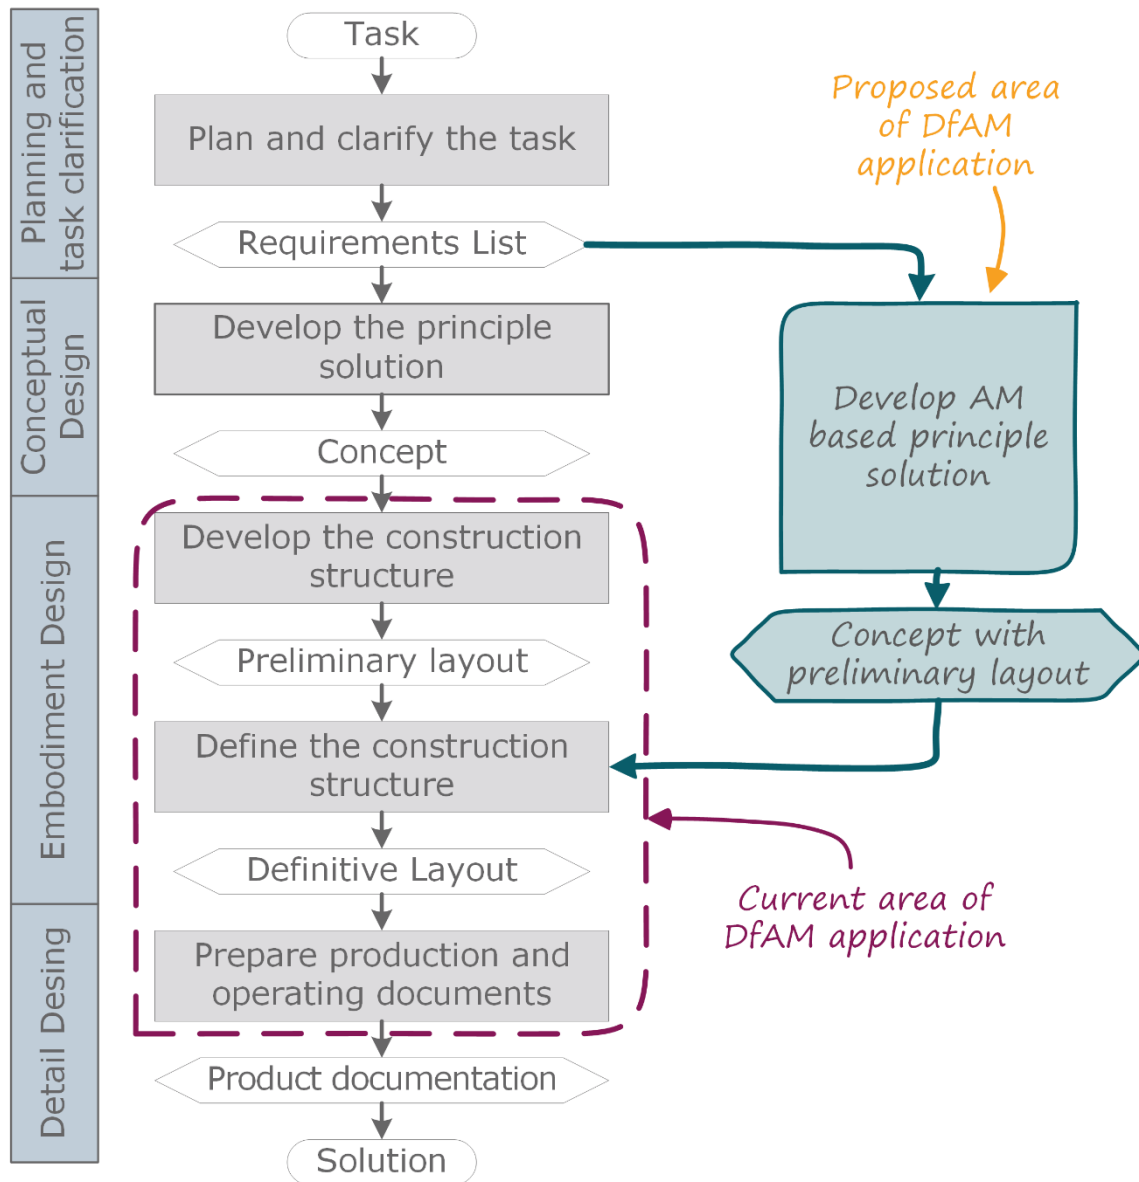 Planning and
task clarification
Conceptual
Design
Embodiment Design
Detail Desing
Task
Plan and clarify the task
Requirements List
Develop the principle
solution
Concept
Develop the construction
structure
Preliminary layout
Define the construction
structure
Definitive Layout
Prepare production and
operating documents
Product documentation
Solution
Proposed area
of DfAM
application
Develop AM
based principle
solution
Concept with
preliminary layout
Current area of
DfAM application